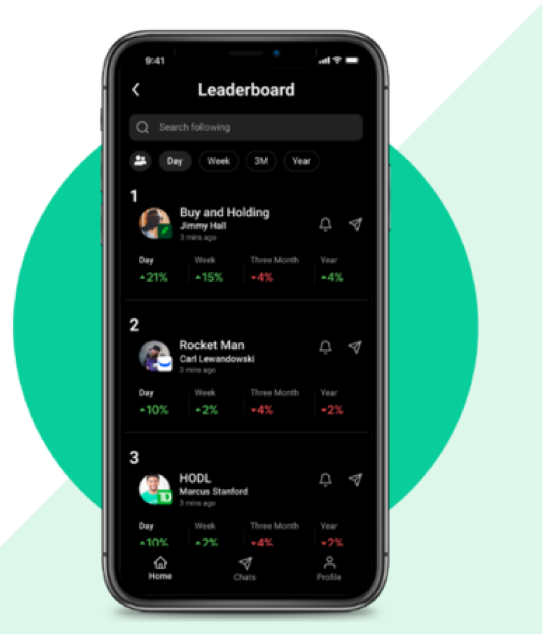 9:41
Leaderboard
Search following
Day Week 3M Year
1
Buy and Holding
Jimmy Hall
3 mins ago
Day Week Three Month Year
▲21% ▲15% ▼4% ▲4%
2
Rocket Man
Carl Lewandowski
3 mins ago
Day Week Three Month Year
▲10% ▲2% ▼4% ▼2%
3
HODL
TD
Marcus Stanford
3 mins ago
Day Week Three Month Year
▲10% ▲2% ▼4% ▼2%
Home Chats Profile